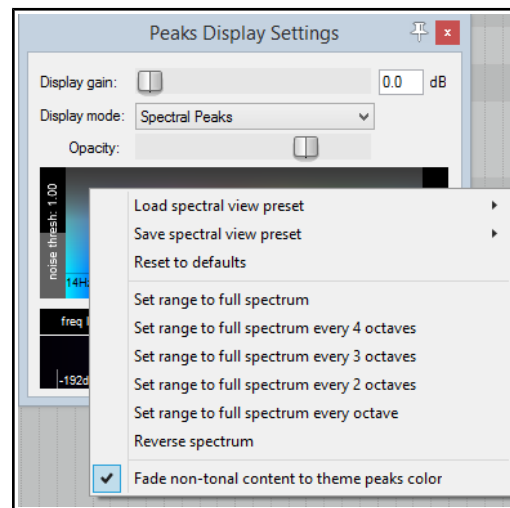 Peaks Display Settings
Display gain: 0.0 dB
Display mode: Spectral Peaks
Opacity:
noise thresh: 1.00
14Hz
Load spectral view preset
Save spectral view preset
Reset to defaults
Set range to full spectrum
Set range to full spectrum every 4 octaves
Set range to full spectrum every 3 octaves
Set range to full spectrum every 2 octaves
Set range to full spectrum every octave
Reverse spectrum
freq
-192d
Fade non-tonal content to theme peaks color